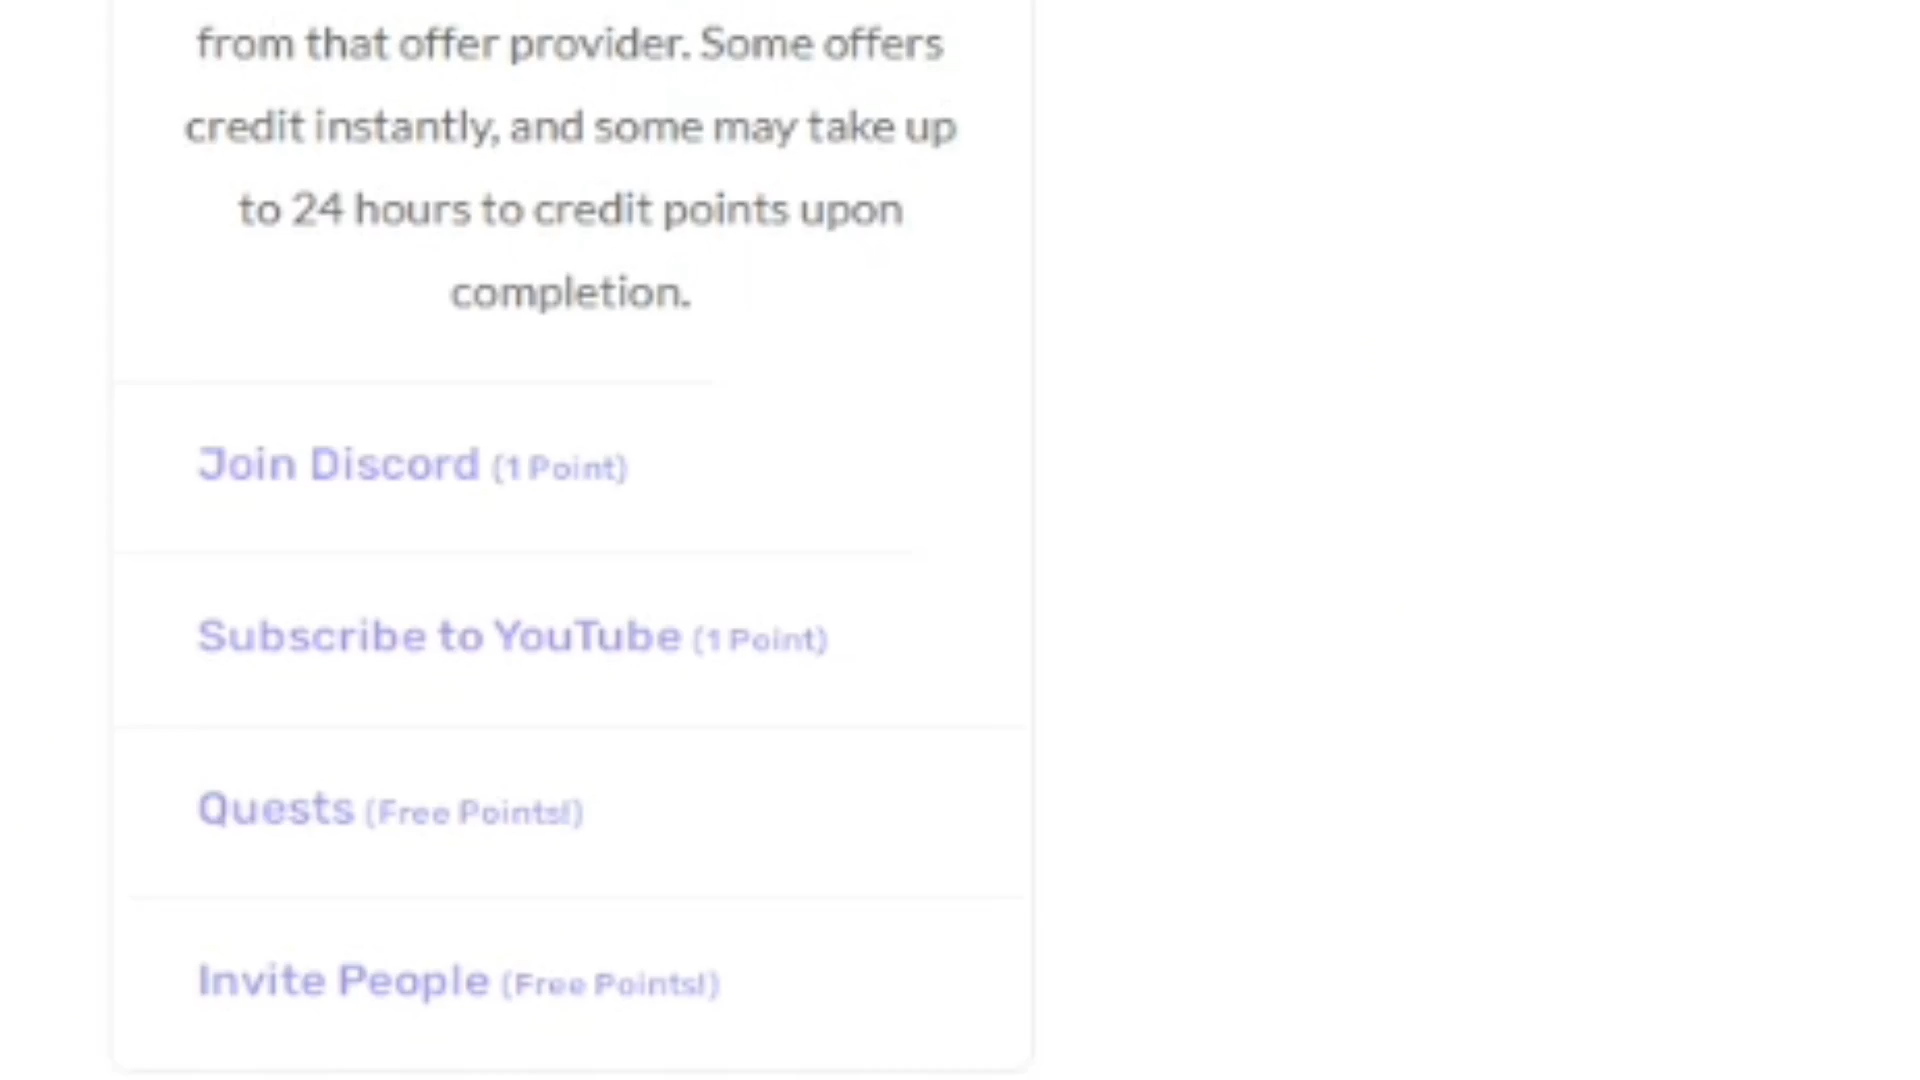 from that offer provider. Some offers
credit instantly, and some may take up
to 24 hours to credit points upon
completion.
Join Discord (1 Point)
Subscribe to YouTube (1 Point)
Quests (Free Points!)
Invite People (Free Points!)